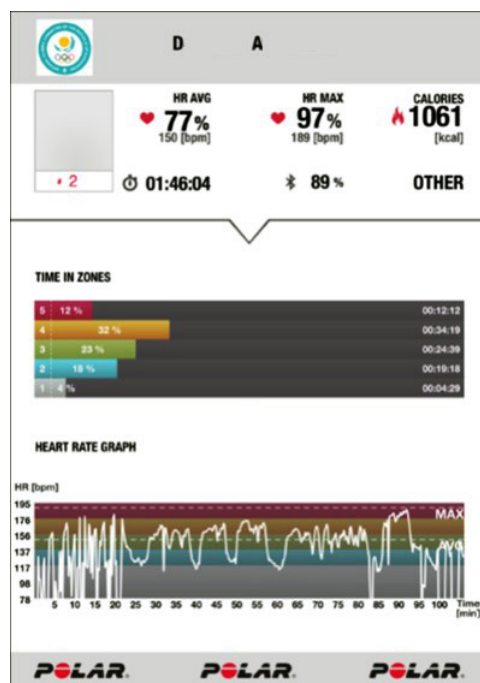 D A
HR AVG HR MAX CALORIES
77% 97% 1061
150 [bpm] 189 [bpm] [kcal]
2 01:46:04 89 % OTHER
TIME IN ZONES
5 12 % 00:12:12
4 32 % 00:34:19
3 23 % 00:24:39
2 18 % 00:19:18
1 4 % 00:04:29
HEART RATE GRAPH
HR [bpm]
195
MAX
176
156
AVG
137
117
98
78
5 10 15 20 25 30 35 40 45 50 55 60 65 70 75 80 85 90 95 100 Time
[min]
POLAR. POLAR. POLAR.